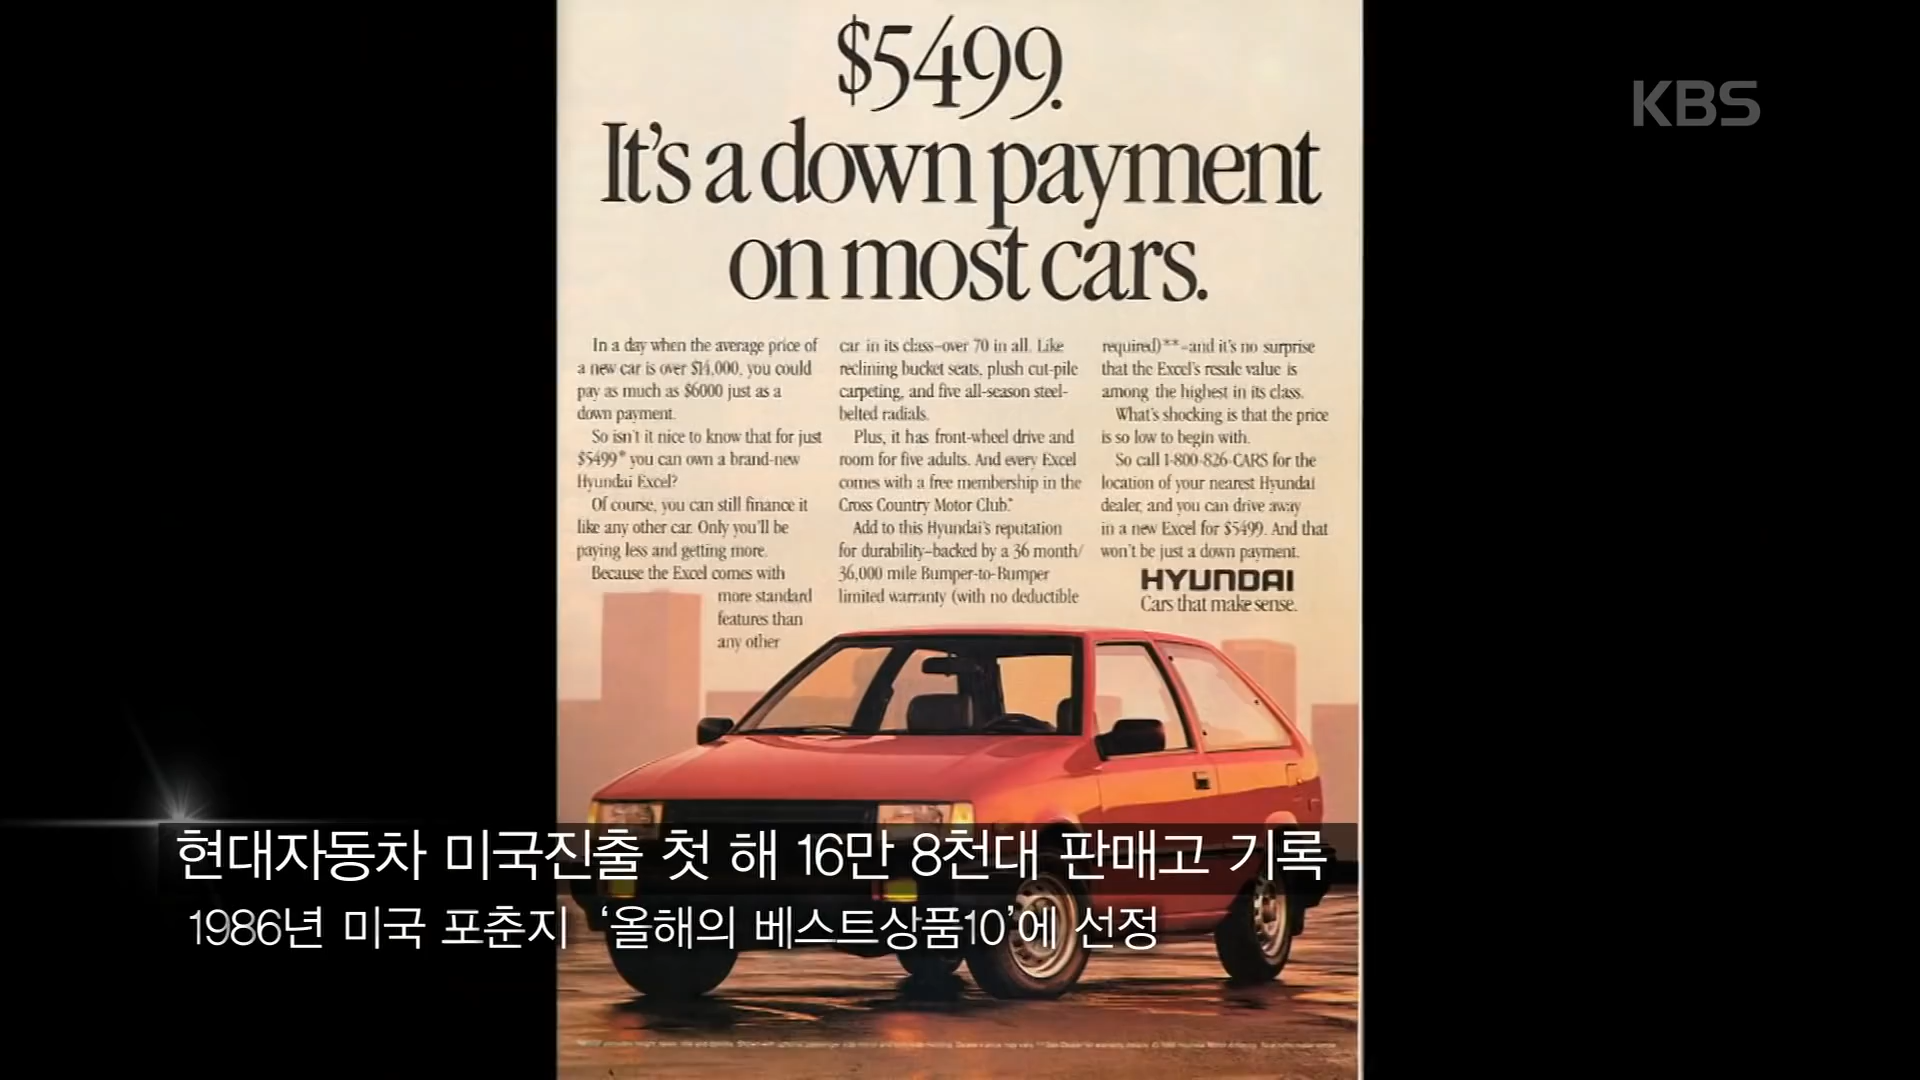 $5499.
It's a down payment
on most cars.
KBS
In a day when the average price of
a new car is over $14,000, you could
pay as much as $6000 just as a
down payment.
So isn't it nice to know that for just
$5499* you can own a brand-new
Hyundai Excel?
Of course, you can still finance it
like any other car. Only you'll be
paying less and getting more.
Because the Excel comes with
more standard
features than
any other
car in its class–over 70 in all. Like
reclining bucket seats, plush cut-pile
carpeting, and five all-season steel-
belted radials.
Plus, it has front-wheel drive and
room for five adults. And every Excel
comes with a free membership in the
Cross Country Motor Club.®
Add to this Hyundai's reputation
for durability–backed by a 36 month/
36,000 mile Bumper-to-Bumper
limited warranty (with no deductible
required)**–and it's no surprise
that the Excel's resale value is
among the highest in its class.
What's shocking is that the price
is so low to begin with.
So call 1-800-826-CARS for the
location of your nearest Hyundai
dealer, and you can drive away
in a new Excel for $5499. And that
won't be just a down payment.
HYUNDAI
Cars that make sense.
현대자동차 미국진출 첫 해 16만 8천대 판매고 기록
1986년 미국 포춘지 ‘올해의 베스트상품10’에 선정